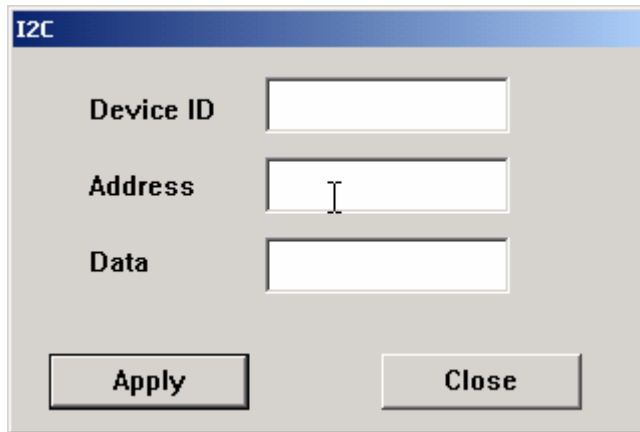 I2C
Device ID
Address
Data
Apply
Close